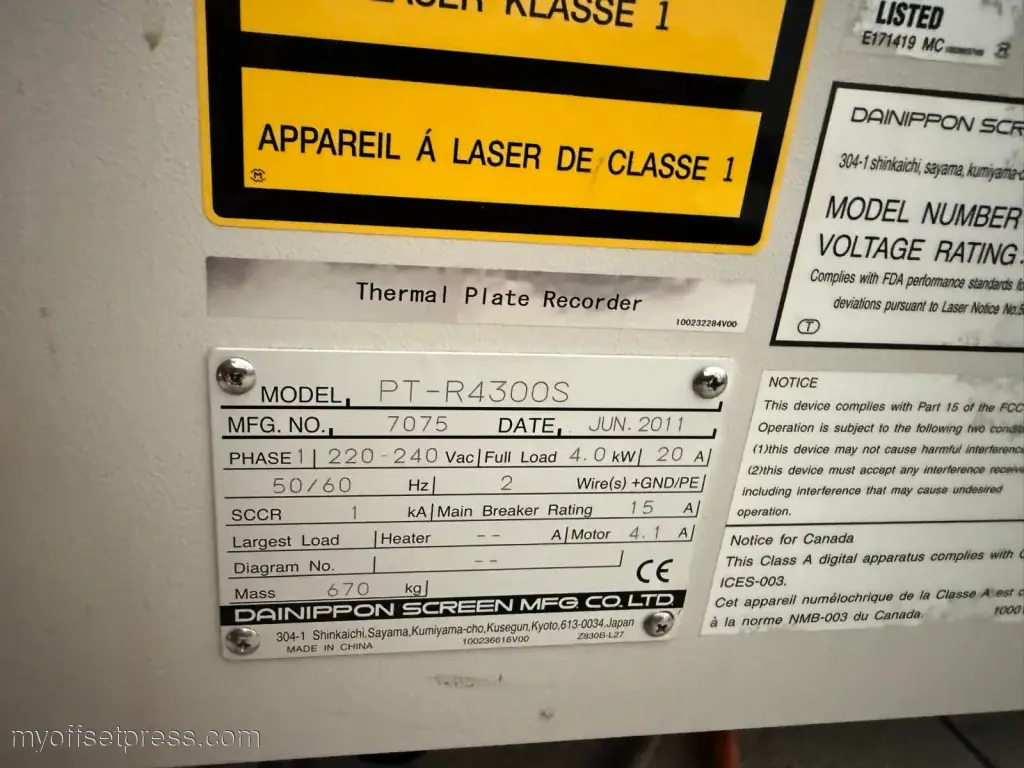 LASER KLASSE 1
APPAREIL Á LASER DE CLASSE 1
LISTED
E171419 MC
Thermal Plate Recorder
100232284V00
MODEL PT-R4300S
MFG. NO. 7075 DATE JUN. 2011
PHASE 1 220-240 Vac Full Load 4.0 kW 20 A
50/60 Hz 2 Wire(s) +GND/PE
SCCR 1 kA Main Breaker Rating 15 A
Largest Load Heater -- A Motor 4.1 A
Diagram No. --
Mass 670 kg
CE
DAINIPPON SCREEN MFG. CO., LTD.
304-1 Shinkaichi, Sayama, Kumiyama-cho, Kusegun, Kyoto, 613-0034, Japan
MADE IN CHINA 100236616V00 Z830B-L27
DAINIPPON SCR
304-1 shinkaichi, sayama, kumiyama-c
MODEL NUMBER
VOLTAGE RATING
Complies with FDA performance standards fo
deviations pursuant to Laser Notice No.5
T
NOTICE
This device complies with Part 15 of the FCC
Operation is subject to the following two condit
(1)this device may not cause harmful interference
(2)this device must accept any interference receive
including interference that may cause undesired
operation.
Notice for Canada
This Class A digital apparatus complies with C
ICES-003.
Cet appareil numélochrique de la Classe A est c
à la norme NMB-003 du Canada. 1000
myoffsetpress.com